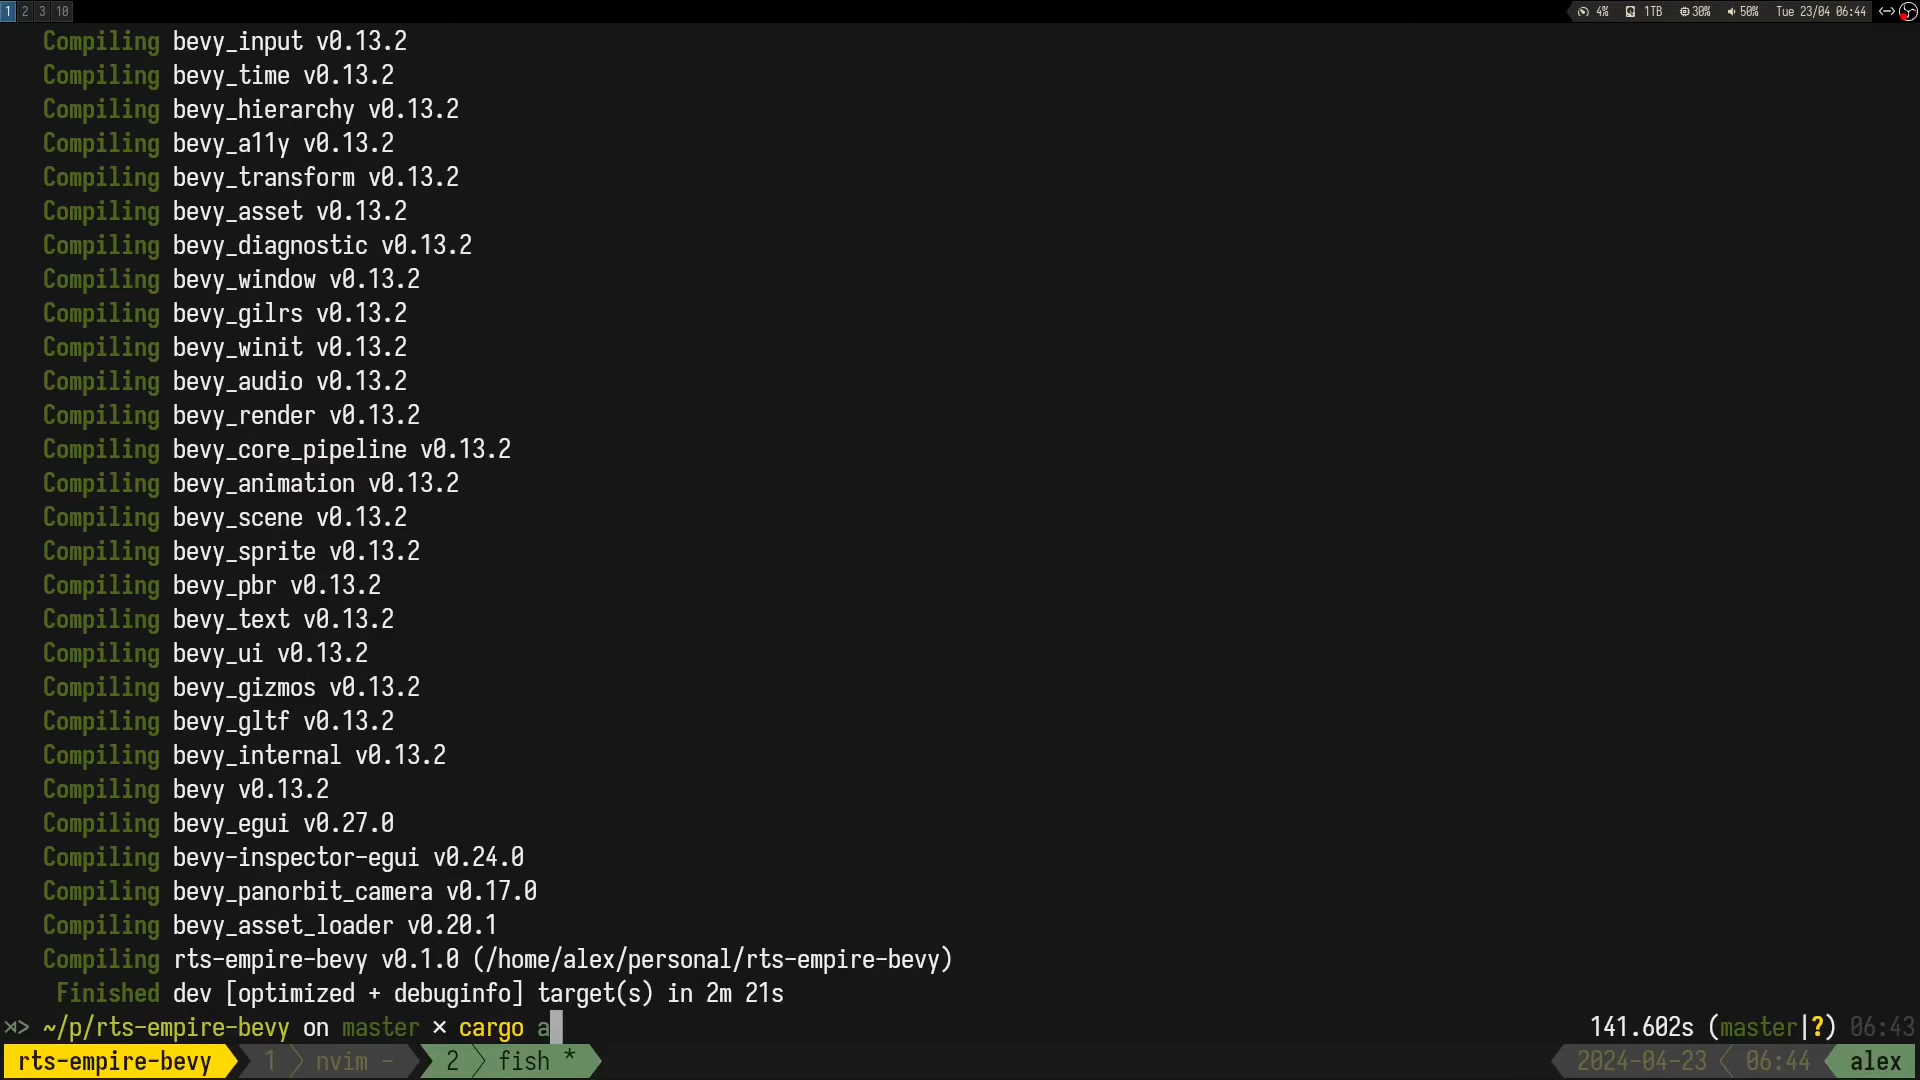 1 2 3 10 4% 1TB 30% 50% Tue 23/04 06:44
Compiling bevy_input v0.13.2
Compiling bevy_time v0.13.2
Compiling bevy_hierarchy v0.13.2
Compiling bevy_a11y v0.13.2
Compiling bevy_transform v0.13.2
Compiling bevy_asset v0.13.2
Compiling bevy_diagnostic v0.13.2
Compiling bevy_window v0.13.2
Compiling bevy_gilrs v0.13.2
Compiling bevy_winit v0.13.2
Compiling bevy_audio v0.13.2
Compiling bevy_render v0.13.2
Compiling bevy_core_pipeline v0.13.2
Compiling bevy_animation v0.13.2
Compiling bevy_scene v0.13.2
Compiling bevy_sprite v0.13.2
Compiling bevy_pbr v0.13.2
Compiling bevy_text v0.13.2
Compiling bevy_ui v0.13.2
Compiling bevy_gizmos v0.13.2
Compiling bevy_gltf v0.13.2
Compiling bevy_internal v0.13.2
Compiling bevy v0.13.2
Compiling bevy_egui v0.27.0
Compiling bevy-inspector-egui v0.24.0
Compiling bevy_panorbit_camera v0.17.0
Compiling bevy_asset_loader v0.20.1
Compiling rts-empire-bevy v0.1.0 (/home/alex/personal/rts-empire-bevy)
Finished dev [optimized + debuginfo] target(s) in 2m 21s
⋊> ~/p/rts-empire-bevy on master × cargo a 141.602s (master|?) 06:43
rts-empire-bevy 1 nvim - 2 fish * 2024-04-23 06:44 alex